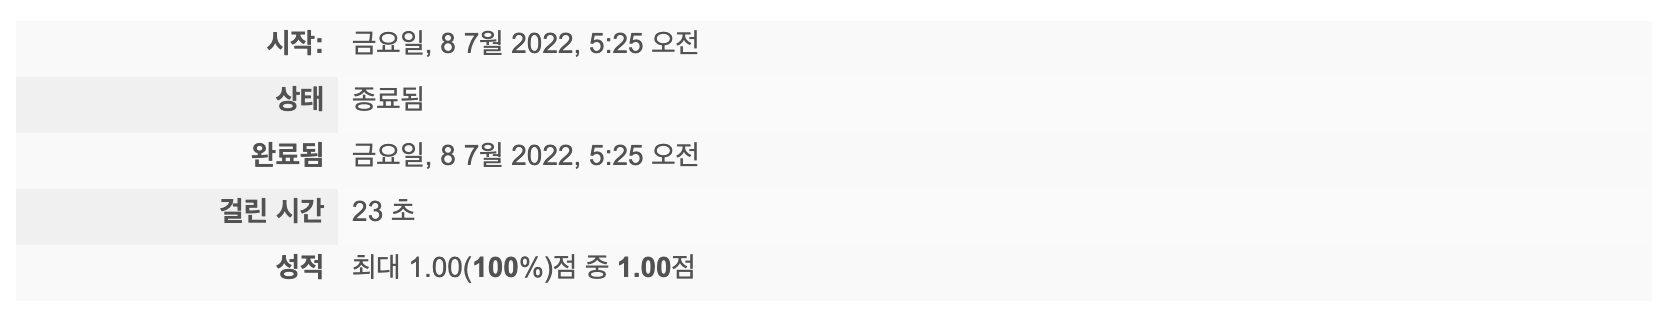 시작: 금요일, 8 7월 2022, 5:25 오전
상태 종료됨
완료됨 금요일, 8 7월 2022, 5:25 오전
걸린 시간 23 초
성적 최대 1.00(100%)점 중 1.00점